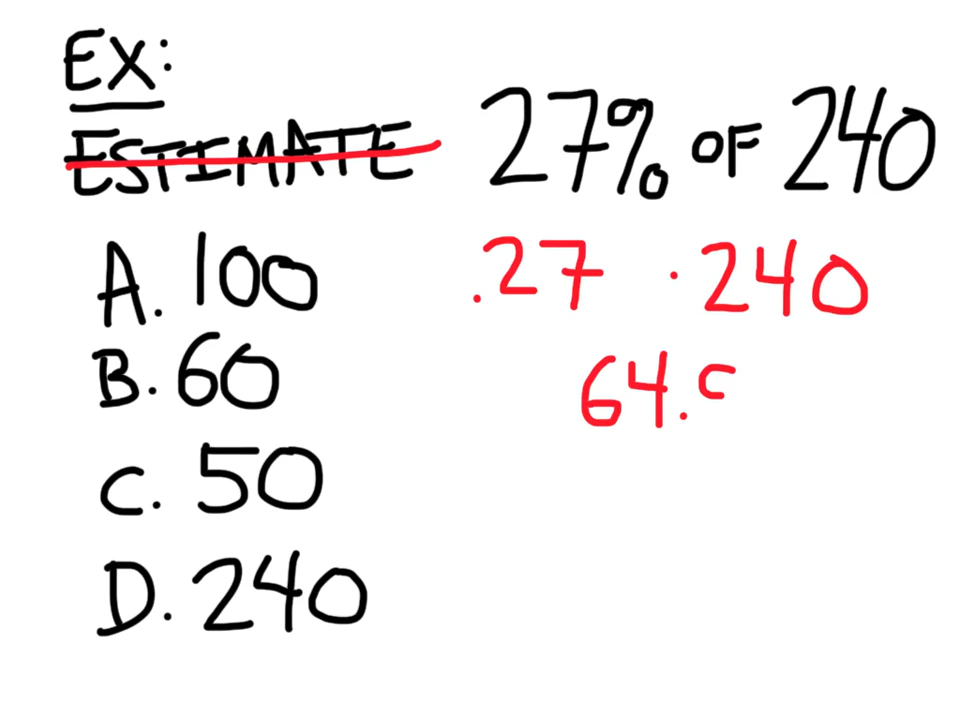 EX:
ESTIMATE 27% OF 240
A. 100
.27 · 240
B. 60
64.
C. 50
D. 240